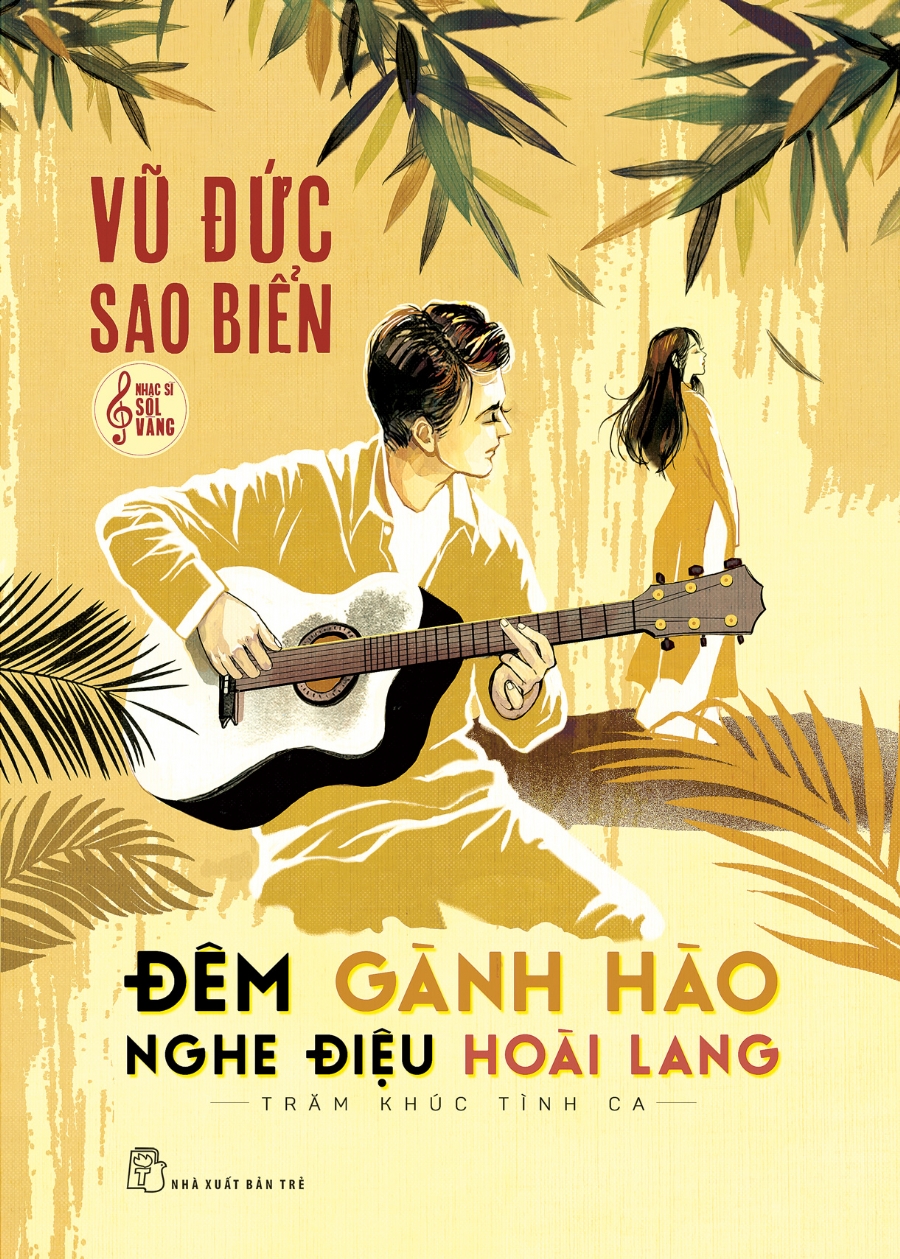 VŨ ĐỨC
SAO BIỂN
NHẠC SĨ
SOL
VÀNG
ĐÊM GÀNH HÀO
NGHE ĐIỆU HOÀI LANG
TRĂM KHÚC TÌNH CA
NHÀ XUẤT BẢN TRẺ